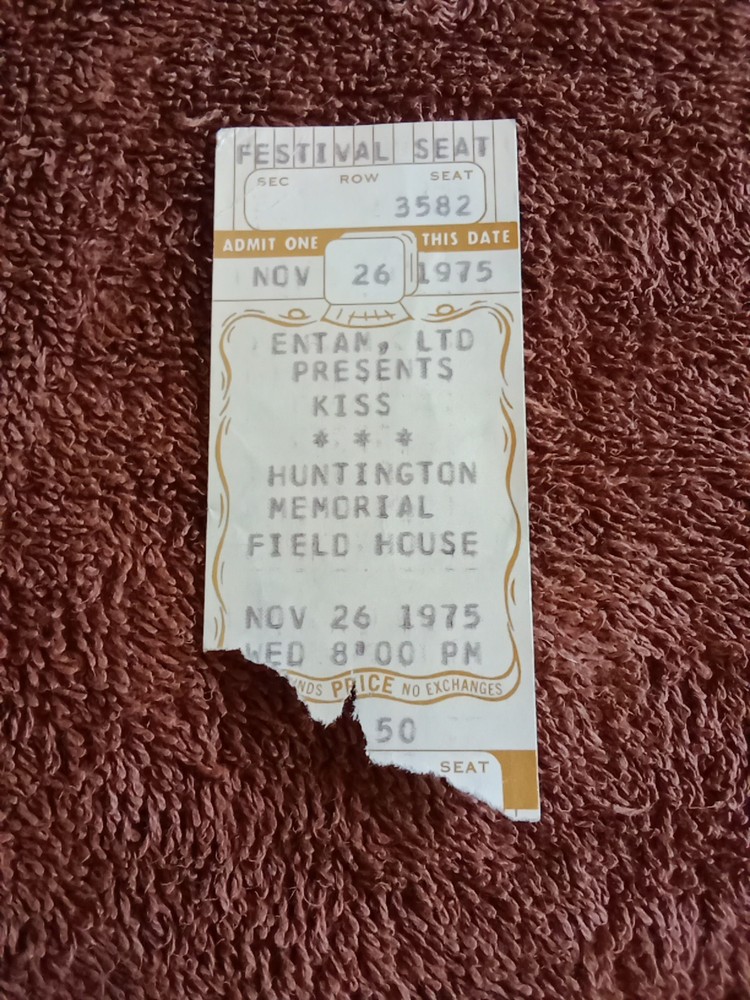 FESTIVAL SEAT
SEC ROW SEAT
3582
ADMIT ONE THIS DATE
NOV 26 1975
ENTAM, LTD
PRESENTS
KISS
* * *
HUNTINGTON
MEMORIAL
FIELD HOUSE
NOV 26 1975
WED 8:00 PM
NDS PRICE NO EXCHANGES
50
SEAT